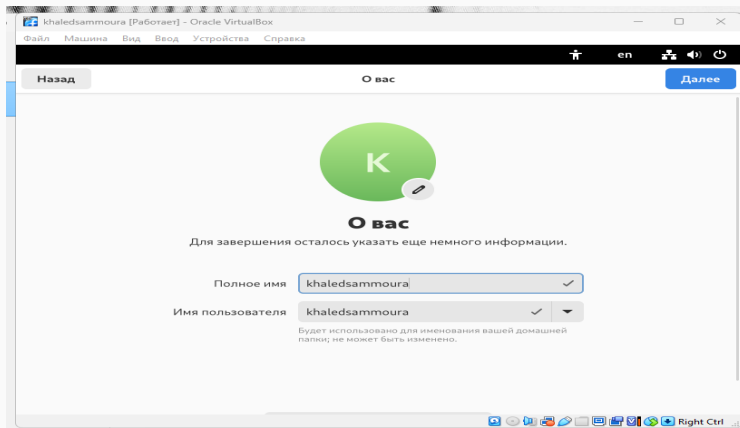 khaledsammoura [Работает] - Oracle VirtualBox
Файл Машина Вид Ввод Устройства Справка
en
Назад О вас Далее
K
О вас
Для завершения осталось указать еще немного информации.
Полное имя khaledsammoura
Имя пользователя khaledsammoura
Будет использовано для именования вашей домашней
папки; не может быть изменено.
Right Ctrl